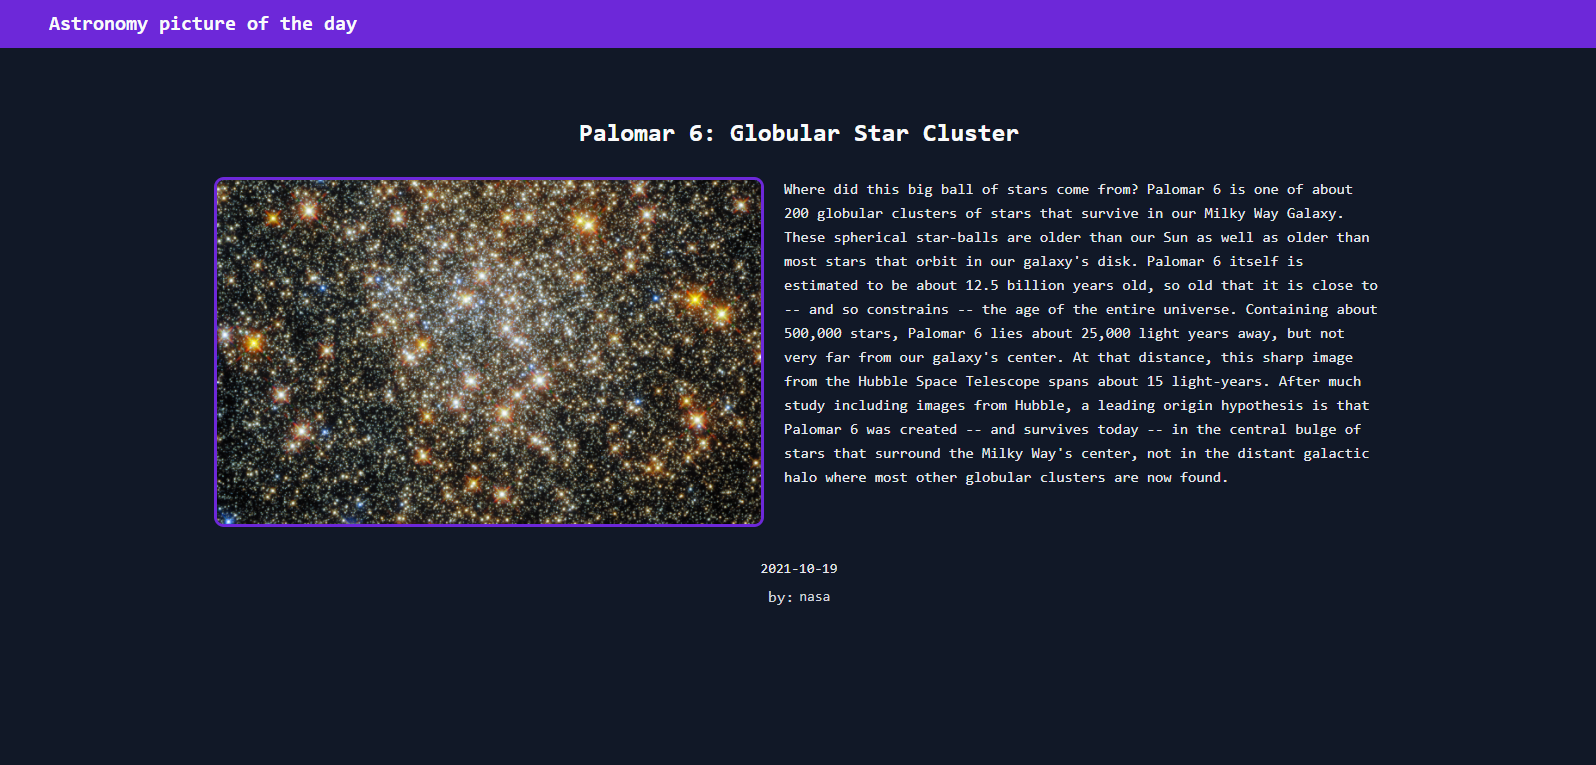 Astronomy picture of the day
Palomar 6: Globular Star Cluster
Where did this big ball of stars come from? Palomar 6 is one of about
200 globular clusters of stars that survive in our Milky Way Galaxy.
These spherical star-balls are older than our Sun as well as older than
most stars that orbit in our galaxy's disk. Palomar 6 itself is
estimated to be about 12.5 billion years old, so old that it is close to
-- and so constrains -- the age of the entire universe. Containing about
500,000 stars, Palomar 6 lies about 25,000 light years away, but not
very far from our galaxy's center. At that distance, this sharp image
from the Hubble Space Telescope spans about 15 light-years. After much
study including images from Hubble, a leading origin hypothesis is that
Palomar 6 was created -- and survives today -- in the central bulge of
stars that surround the Milky Way's center, not in the distant galactic
halo where most other globular clusters are now found.
2021-10-19
by: nasa